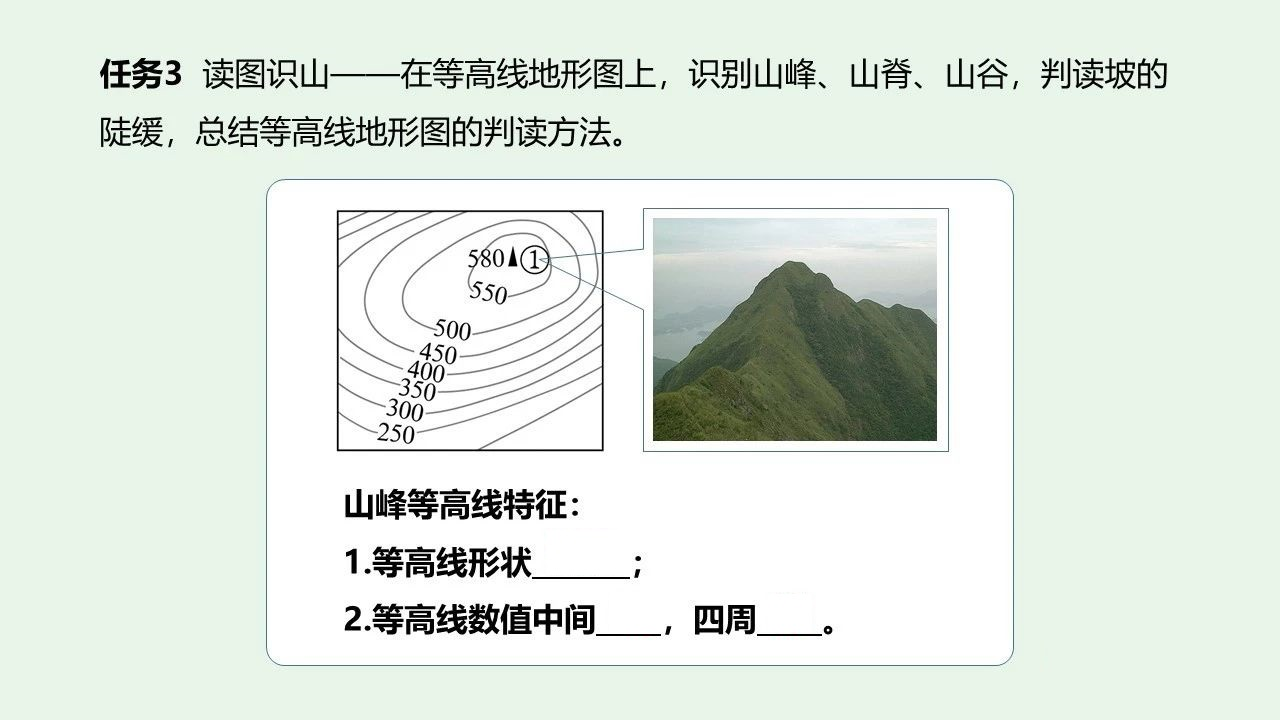 任务3 读图识山——在等高线地形图上，识别山峰、山脊、山谷，判读坡的
陡缓，总结等高线地形图的判读方法。
580▲①
550
500
450
400
350
300
250
山峰等高线特征：
1.等高线形状______；
2.等高线数值中间____，四周____。